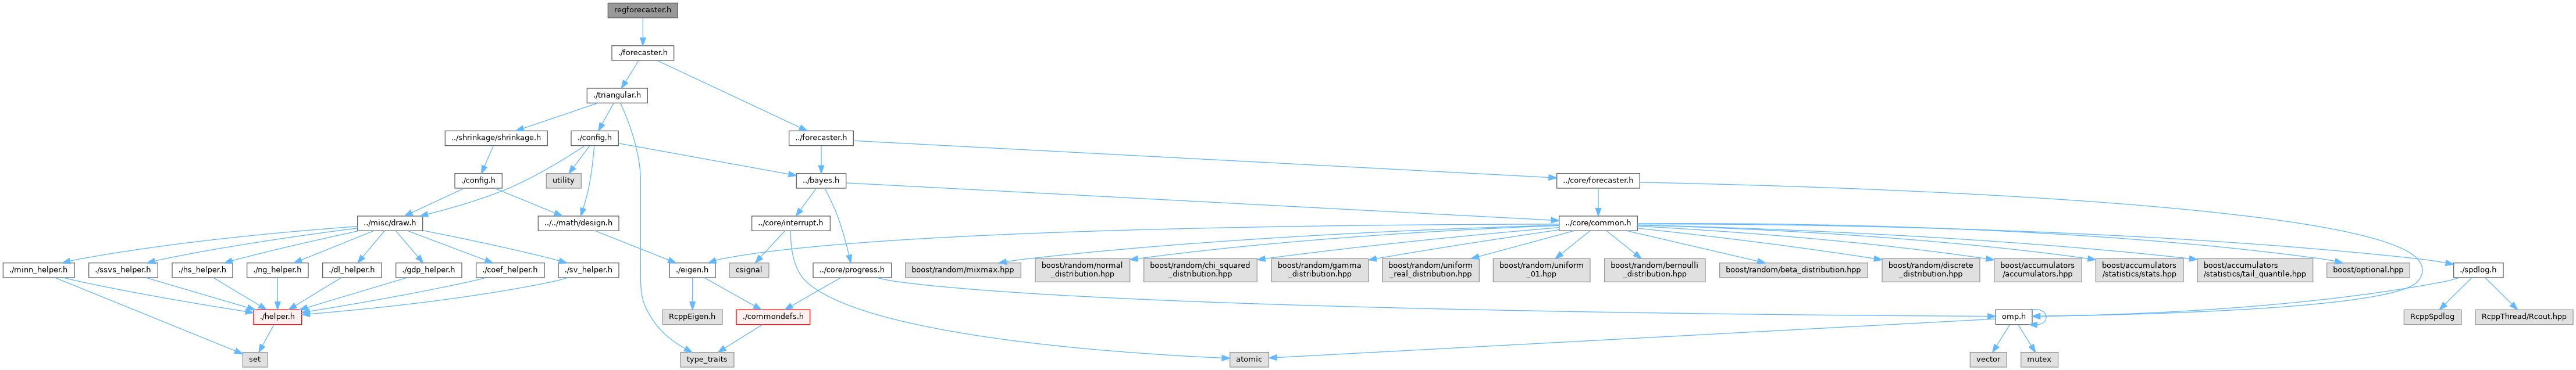 regforecaster.h
./forecaster.h
./triangular.h
../shrinkage/shrinkage.h
./config.h
../forecaster.h
./config.h
utility
../bayes.h
../core/forecaster.h
../misc/draw.h
../../math/design.h
../core/interrupt.h
../core/common.h
./minn_helper.h
./ssvs_helper.h
./hs_helper.h
./ng_helper.h
./dl_helper.h
./gdp_helper.h
./coef_helper.h
./sv_helper.h
./eigen.h
csignal
../core/progress.h
boost/random/mixmax.hpp
boost/random/normal
_distribution.hpp
boost/random/chi_squared
_distribution.hpp
boost/random/gamma
_distribution.hpp
boost/random/uniform
_real_distribution.hpp
boost/random/uniform
_01.hpp
boost/random/bernoulli
_distribution.hpp
boost/random/beta_distribution.hpp
boost/random/discrete
_distribution.hpp
boost/accumulators
/accumulators.hpp
boost/accumulators
/statistics/stats.hpp
boost/accumulators
/statistics/tail_quantile.hpp
boost/optional.hpp
./spdlog.h
./helper.h
RcppEigen.h
./commondefs.h
omp.h
RcppSpdlog
RcppThread/Rcout.hpp
set
type_traits
atomic
vector
mutex